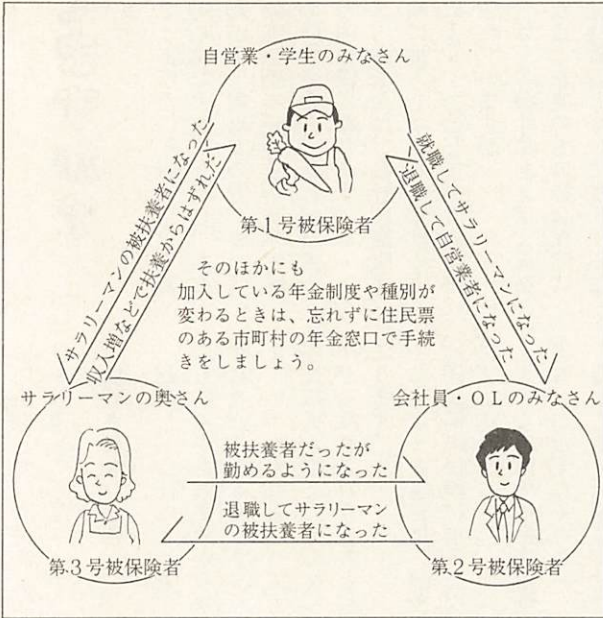 自営業・学生のみなさん
第1号被保険者
サラリーマンの被扶養者になった
収入増などで扶養からはずれた
就職してサラリーマンになった
退職して自営業者になった
そのほかにも
加入している年金制度や種別が
変わるときは、忘れずに住民票
のある市町村の年金窓口で手続
きをしましょう。
サラリーマンの奥さん
第3号被保険者
会社員・OLのみなさん
第2号被保険者
被扶養者だったが
勤めるようになった
退職してサラリーマン
の被扶養者になった